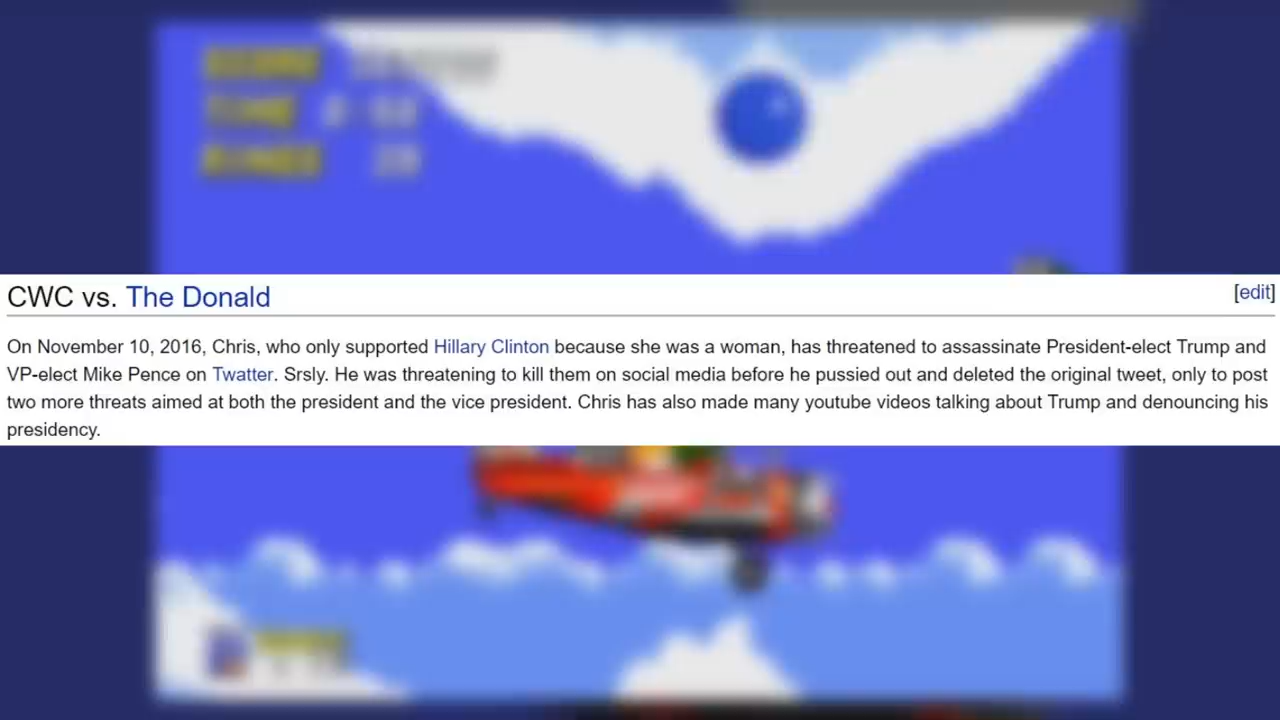 SCORE
TIME
RINGS
CWC vs. The Donald
[edit]
On November 10, 2016, Chris, who only supported Hillary Clinton because she was a woman, has threatened to assassinate President-elect Trump and
VP-elect Mike Pence on Twatter. Srsly. He was threatening to kill them on social media before he pussied out and deleted the original tweet, only to post
two more threats aimed at both the president and the vice president. Chris has also made many youtube videos talking about Trump and denouncing his
presidency.